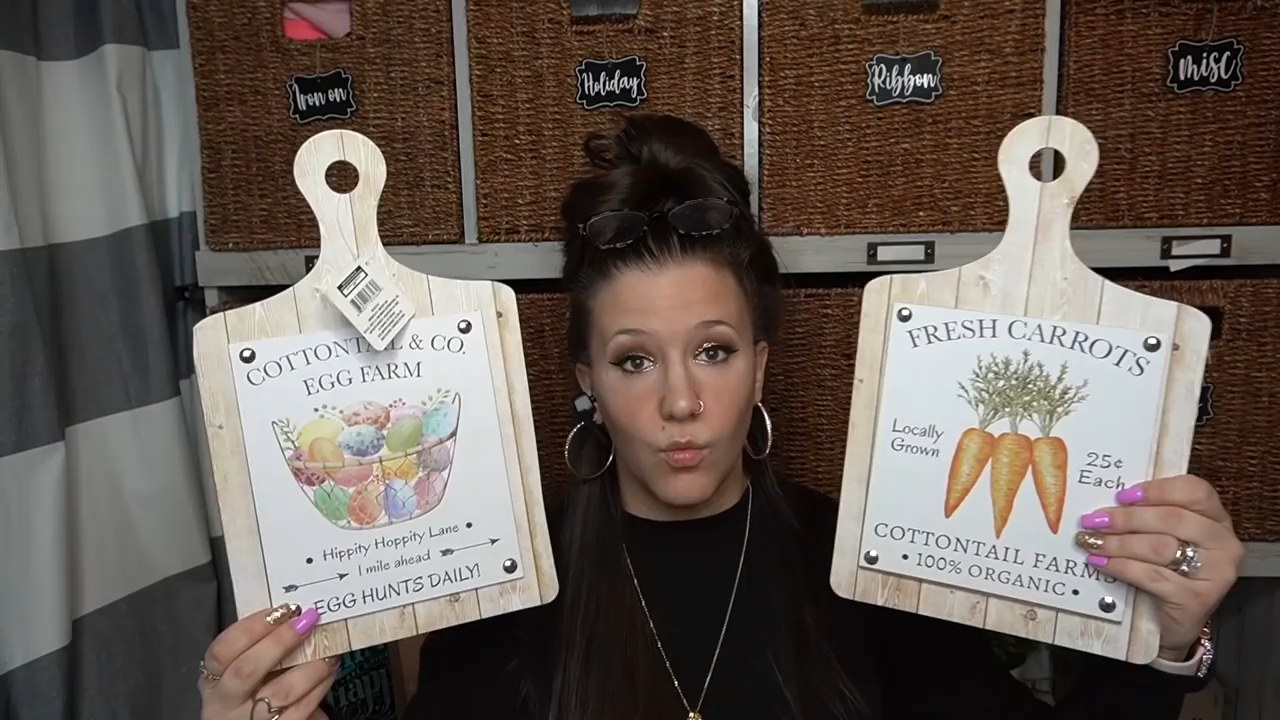 Iron on
Holiday
Ribbon
misc
COTTONTAIL & CO.
EGG FARM
Hippity Hoppity Lane
1 mile ahead
EGG HUNTS DAILY!
FRESH CARROTS
Locally
Grown
25¢
Each
COTTONTAIL FARMS
• 100% ORGANIC •